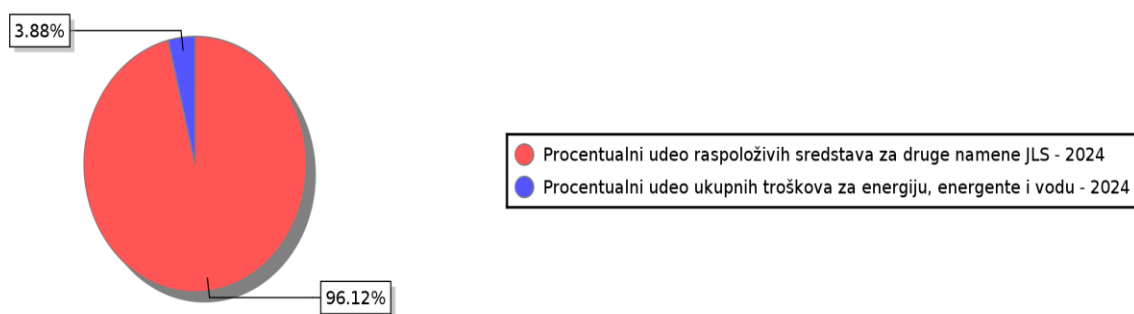 3.88%
Procentualni udeo raspoloživih sredstava za druge namene JLS - 2024
Procentualni udeo ukupnih troškova za energiju, energente i vodu - 2024
96.12%